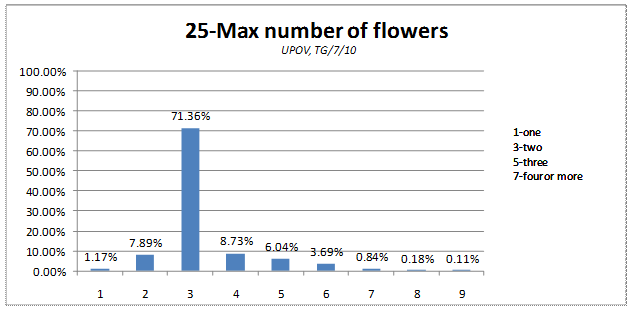 25-Max number of flowers
UPOV, TG/7/10
100.00%
90.00%
80.00%
70.00%
60.00%
50.00%
40.00%
30.00%
20.00%
10.00%
0.00%
1.17%
7.89%
71.36%
8.73%
6.04%
3.69%
0.84%
0.18%
0.11%
1 2 3 4 5 6 7 8 9
1-one
3-two
5-three
7-four or more